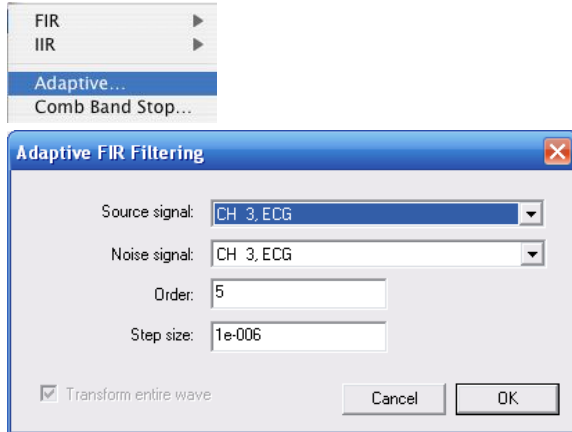 FIR
IIR
Adaptive...
Comb Band Stop...
Adaptive FIR Filtering
Source signal: CH 3, ECG
Noise signal: CH 3, ECG
Order: 5
Step size: 1e-006
Transform entire wave
Cancel OK